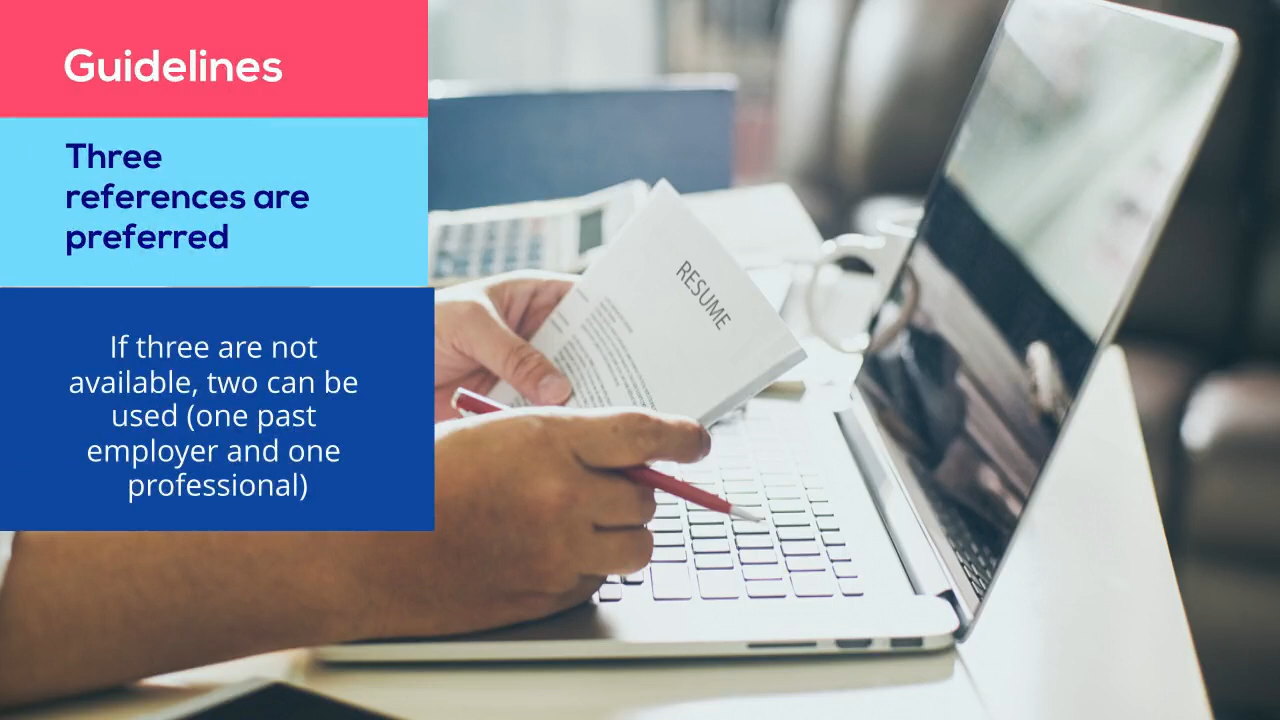 Guidelines
Three
references are
preferred
If three are not
available, two can be
used (one past
employer and one
professional)
RESUME